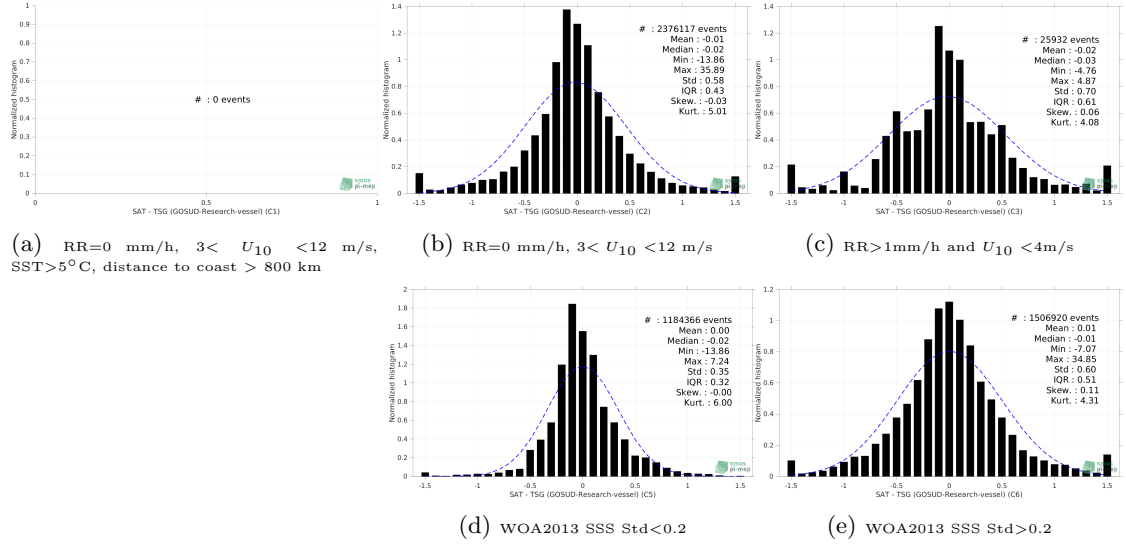 1
0.9
0.8
0.7
0.6
0.5
0.4
0.3
0.2
0.1
0
Normalized histogram
# : 0 events
smos
pi-mep
0 0.5 1
SAT - TSG (GOSUD-Research-vessel) (C1)
(a) RR=0 mm/h, 3< U10 <12 m/s,
SST>5°C, distance to coast > 800 km
1.4
1.2
1
0.8
0.6
0.4
0.2
0
Normalized histogram
# : 2376117 events
Mean : -0.01
Median : -0.02
Min : -13.86
Max : 35.89
Std : 0.58
IQR : 0.43
Skew. : -0.03
Kurt. : 5.01
smos
pi-mep
-1.5 -1 -0.5 0 0.5 1 1.5
SAT - TSG (GOSUD-Research-vessel) (C2)
(b) RR=0 mm/h, 3< U10 <12 m/s
1.4
1.2
1
0.8
0.6
0.4
0.2
0
Normalized histogram
# : 25932 events
Mean : -0.02
Median : -0.03
Min : -4.76
Max : 4.87
Std : 0.70
IQR : 0.61
Skew. : 0.06
Kurt. : 4.08
smos
pi-mep
-1.5 -1 -0.5 0 0.5 1 1.5
SAT - TSG (GOSUD-Research-vessel) (C3)
(c) RR>1mm/h and U10 <4m/s
2
1.8
1.6
1.4
1.2
1
0.8
0.6
0.4
0.2
0
Normalized histogram
# : 1184366 events
Mean : 0.00
Median : -0.02
Min : -13.86
Max : 7.24
Std : 0.35
IQR : 0.32
Skew. : -0.00
Kurt. : 6.00
smos
pi-mep
-1.5 -1 -0.5 0 0.5 1 1.5
SAT - TSG (GOSUD-Research-vessel) (C5)
(d) WOA2013 SSS Std<0.2
1.2
1
0.8
0.6
0.4
0.2
0
Normalized histogram
# : 1506920 events
Mean : 0.01
Median : -0.01
Min : -7.07
Max : 34.85
Std : 0.60
IQR : 0.51
Skew. : 0.11
Kurt. : 4.31
smos
pi-mep
-1.5 -1 -0.5 0 0.5 1 1.5
SAT - TSG (GOSUD-Research-vessel) (C6)
(e) WOA2013 SSS Std>0.2